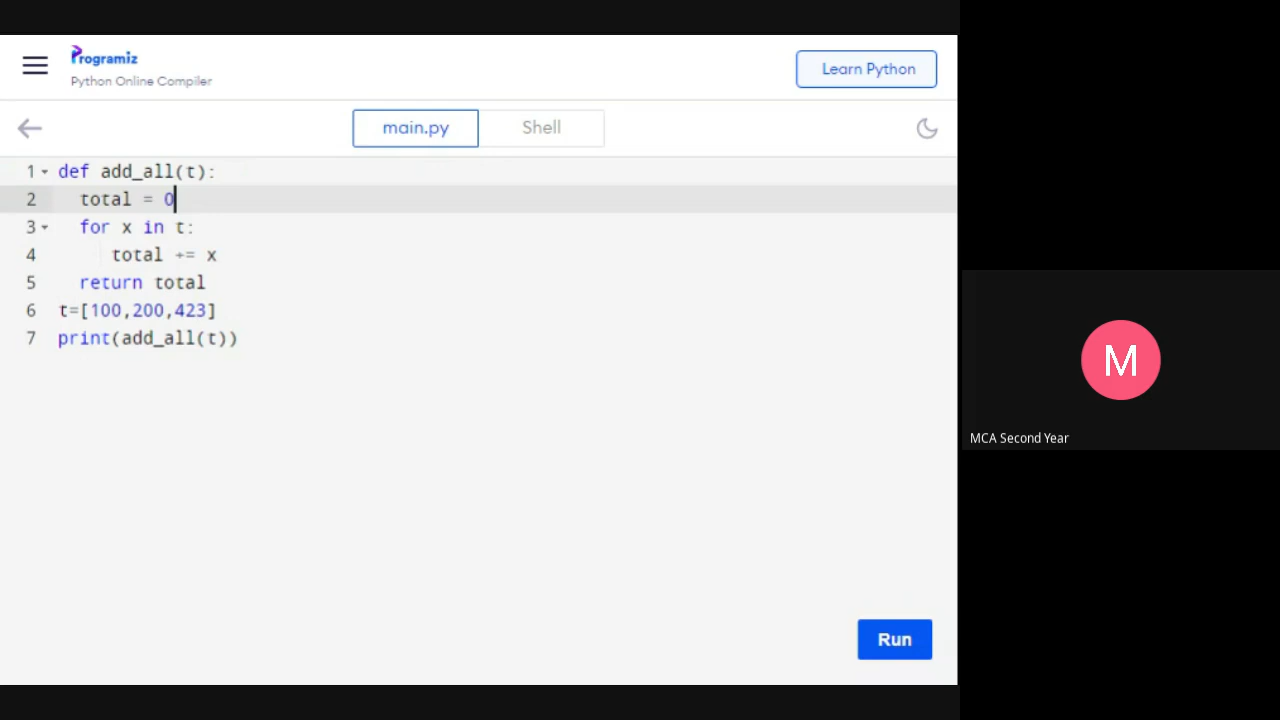 Programiz
Python Online Compiler
Learn Python
main.py
Shell
1 def add_all(t):
2 total = 0
3 for x in t:
4 total += x
5 return total
6 t=[100,200,423]
7 print(add_all(t))
Run
M
MCA Second Year